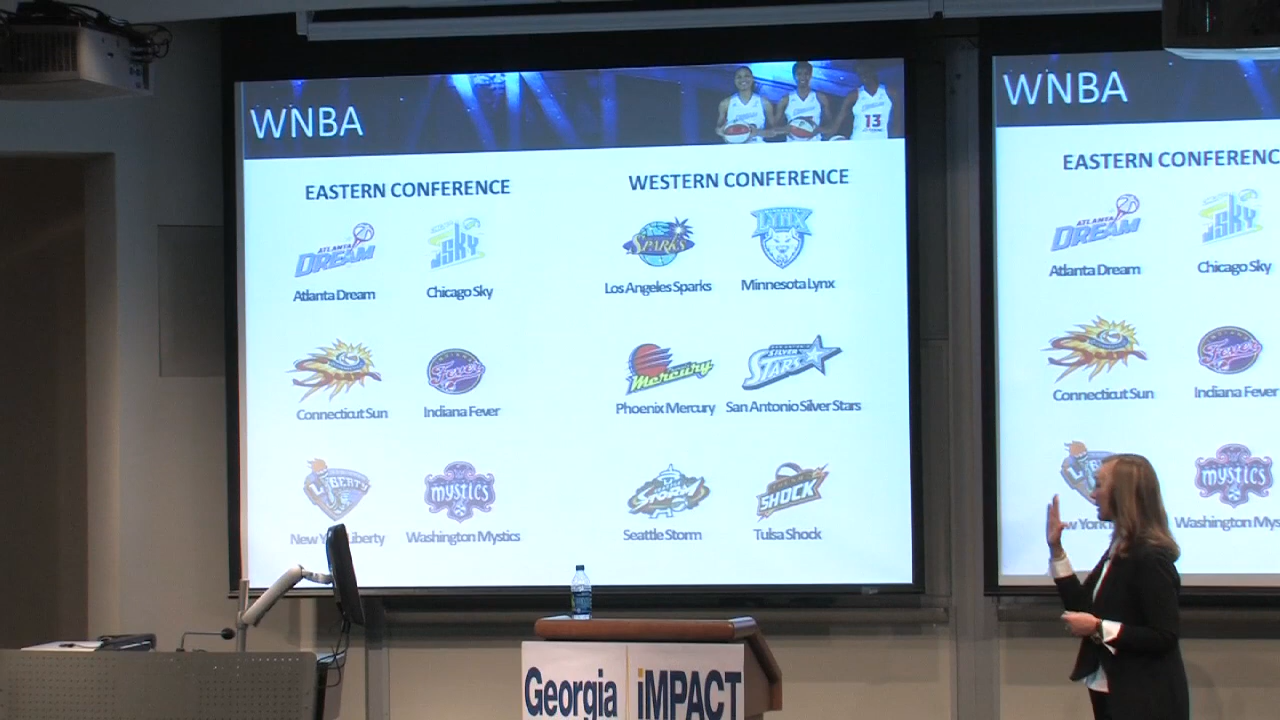 WNBA
13
EASTERN CONFERENCE
WESTERN CONFERENCE
ATLANTA
DREAM
SKY
SPARKS
LYNX
Atlanta Dream
Chicago Sky
Los Angeles Sparks
Minnesota Lynx
Fever
Mercury
SILVER
STARS
Connecticut Sun
Indiana Fever
Phoenix Mercury
San Antonio Silver Stars
LIBERTY
MYSTICS
STORM
SHOCK
New Liberty
Washington Mystics
Seattle Storm
Tulsa Shock
WNBA
EASTERN
ATLANTA
DREAM
SKY
Atlanta Dream
Chicago Sky
Fever
Connecticut Sun
Indiana Fever
MYSTICS
Washington
Georgia iMPACT